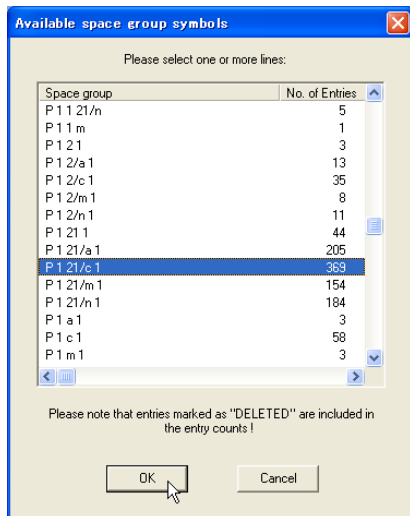 Available space group symbols
Please select one or more lines:
Space group No. of Entries
P 1 1 21/n 5
P 1 1 m 1
P 1 2 1 3
P 1 2/a 1 13
P 1 2/c 1 35
P 1 2/m 1 8
P 1 2/n 1 11
P 1 21 1 44
P 1 21/a 1 205
P 1 21/c 1 369
P 1 21/m 1 154
P 1 21/n 1 184
P 1 a 1 3
P 1 c 1 58
P 1 m 1 3
Please note that entries marked as "DELETED" are included in
the entry counts !
OK Cancel